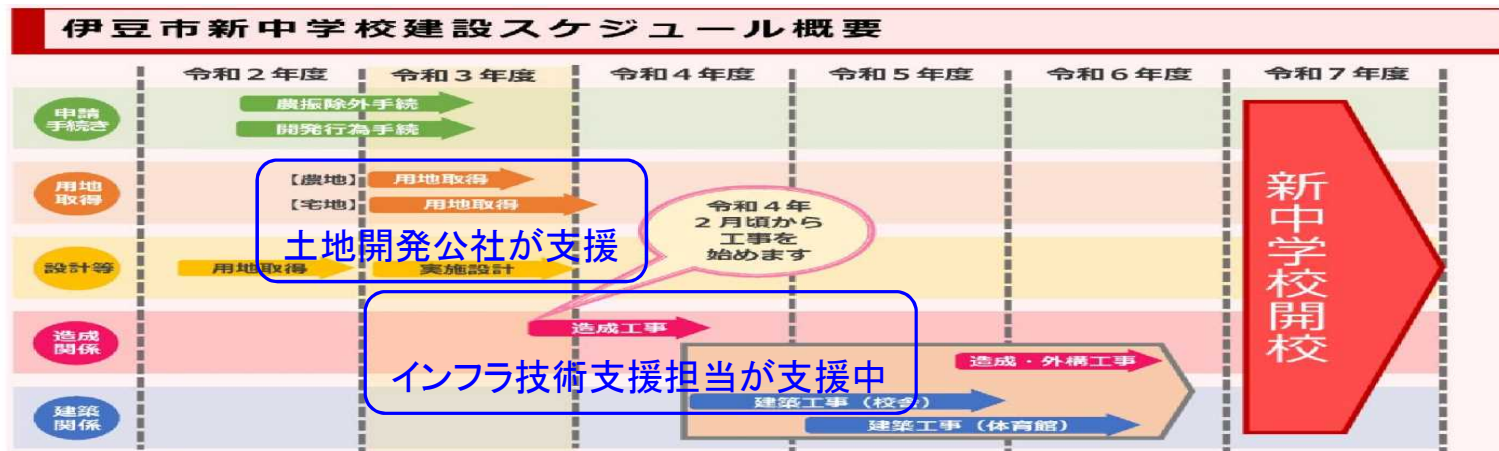 伊豆市新中学校建設スケジュール概要
令和2年度
令和3年度
令和4年度
令和5年度
令和6年度
令和7年度
申請
手続き
農振除外手続
開発行為手続
用地
取得
【農地】
用地取得
【宅地】
用地取得
土地開発公社が支援
令和4年
2月頃から
工事を
始めます
設計等
用地取得
実施設計
造成
関係
造成工事
造成・外構工事
インフラ技術支援担当が支援中
建築
関係
建築工事（校舎）
建築工事（体育館）
新中学校開校